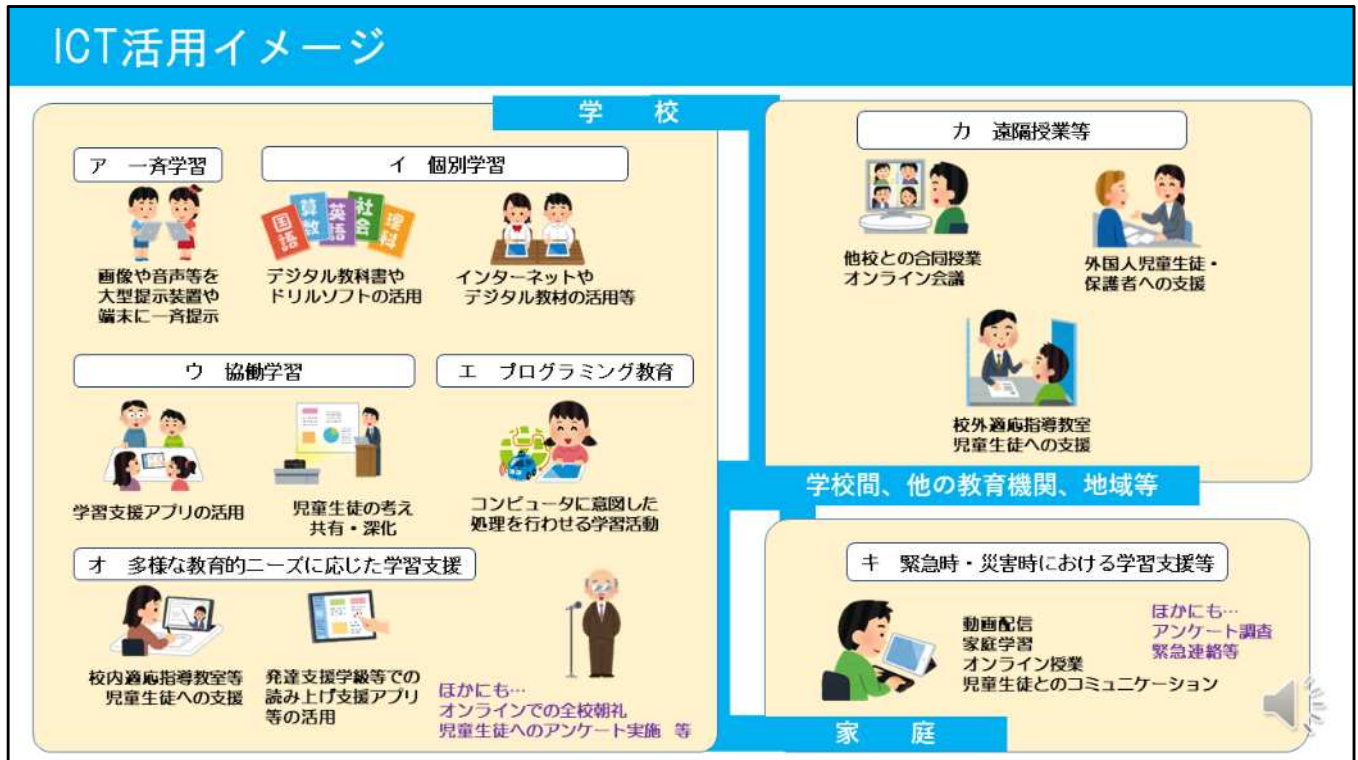 ICT活用イメージ
学　校
ア　一斉学習
画像や音声等を
大型提示装置や
端末に一斉提示
イ　個別学習
国語
算数
英語
社会
理科
デジタル教科書や
ドリルソフトの活用
インターネットや
デジタル教材の活用等
ウ　協働学習
学習支援アプリの活用
児童生徒の考え
共有・深化
エ　プログラミング教育
コンピュータに意図した
処理を行わせる学習活動
オ　多様な教育的ニーズに応じた学習支援
校内適応指導教室等
児童生徒への支援
発達支援学級等での
読み上げ支援アプリ
等の活用
ほかにも…
オンラインでの全校朝礼
児童生徒へのアンケート実施　等
カ　遠隔授業等
他校との合同授業
オンライン会議
外国人児童生徒・
保護者への支援
校外適応指導教室
児童生徒への支援
学校間、他の教育機関、地域等
キ　緊急時・災害時における学習支援等
動画配信
家庭学習
オンライン授業
児童生徒とのコミュニケーション
ほかにも…
アンケート調査
緊急連絡等
家　庭